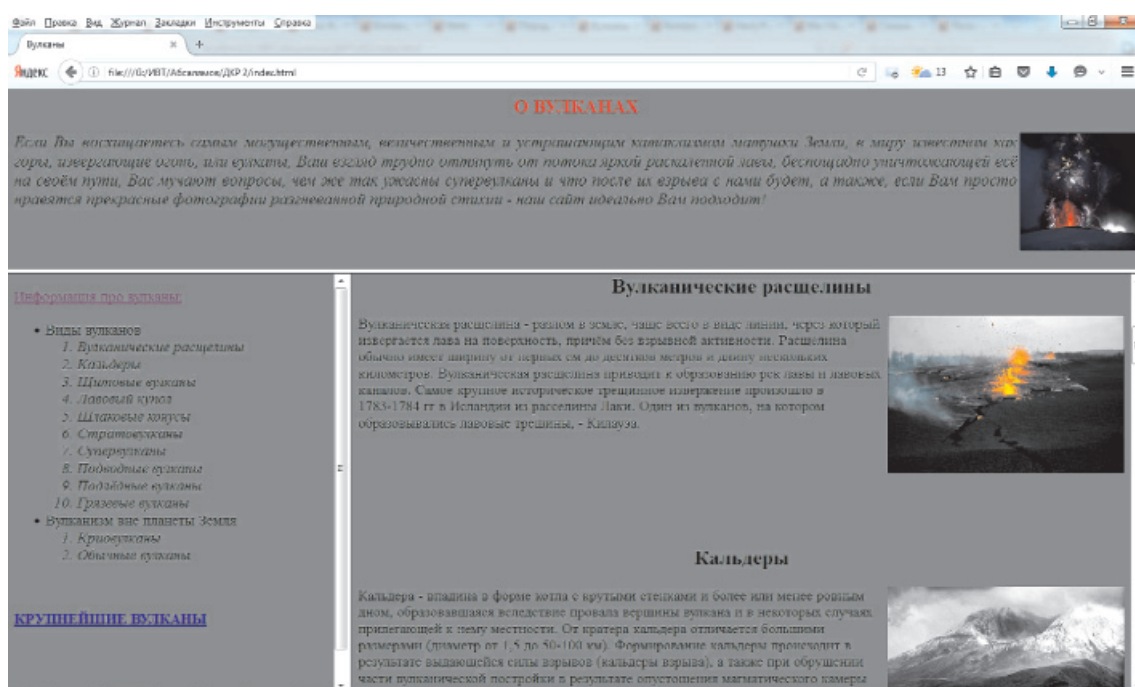 Файл Правка Вид Журнал Закладки Инструменты Справка
Вулканы × +
Яндекс file:///G:/ИВТ/Абсалямов/ДКР 2/index.html 13
О ВУЛКАНАХ
Если Вы восхищаетесь самым могущественным, величественным и устрашающим катаклизмом матушки Земли, в миру известном как
горы, извергающие огонь, или вулканы, Ваш взгляд трудно оттянуть от потока яркой раскаленной лавы, беспощадно уничтожающей всё
на своём пути, Вас мучают вопросы, чем же так ужасны супервулканы и что после их взрыва с нами будет, а также, если Вам просто
нравятся прекрасные фотографии разгневанной природной стихии - наш сайт идеально Вам подходит!
Информация про вулканы:
• Виды вулканов
1. Вулканические расщелины
2. Кальдеры
3. Щитовые вулканы
4. Лавовый купол
5. Шлаковые конусы
6. Стратовулканы
7. Супервулканы
8. Подводные вулканы
9. Подлёдные вулканы
10. Грязевые вулканы
• Вулканизм вне планеты Земля
1. Криовулканы
2. Обычные вулканы
КРУПНЕЙШИЕ ВУЛКАНЫ
Вулканические расщелины
Вулканическая расщелина - разлом в земле, чаще всего в виде линии, через который
извергается лава на поверхность, причём без взрывной активности. Расщелина
обычно имеет ширину от первых см до десятков метров и длину нескольких
километров. Вулканическая расщелина приводит к образованию рек лавы и лавовых
каналов. Самое крупное историческое трещинное извержение произошло в
1783-1784 гг в Исландии из расселины Лаки. Один из вулканов, на котором
образовывались лавовые трещины, - Килауэа.
Кальдеры
Кальдера - впадина в форме котла с крутыми стенками и более или менее ровным
дном, образовавшаяся вследствие провала вершины вулкана и в некоторых случаях
прилегающей к нему местности. От кратера кальдера отличается большими
размерами (диаметр от 1,5 до 50-100 км). Формирование кальдеры происходит в
результате выдающейся силы взрывов (кальдеры взрыва), а также при обрушении
части вулканической постройки в результате опустошения магматического камеры